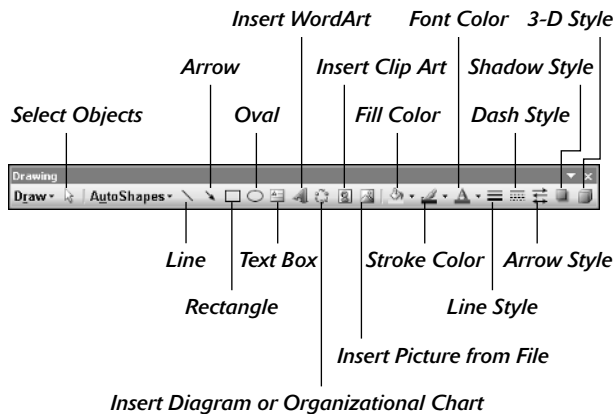 Insert WordArt Font Color 3-D Style
Arrow Insert Clip Art Shadow Style
Select Objects Oval Fill Color Dash Style
Drawing
Draw AutoShapes
Line Text Box Stroke Color Arrow Style
Rectangle Line Style
Insert Picture from File
Insert Diagram or Organizational Chart